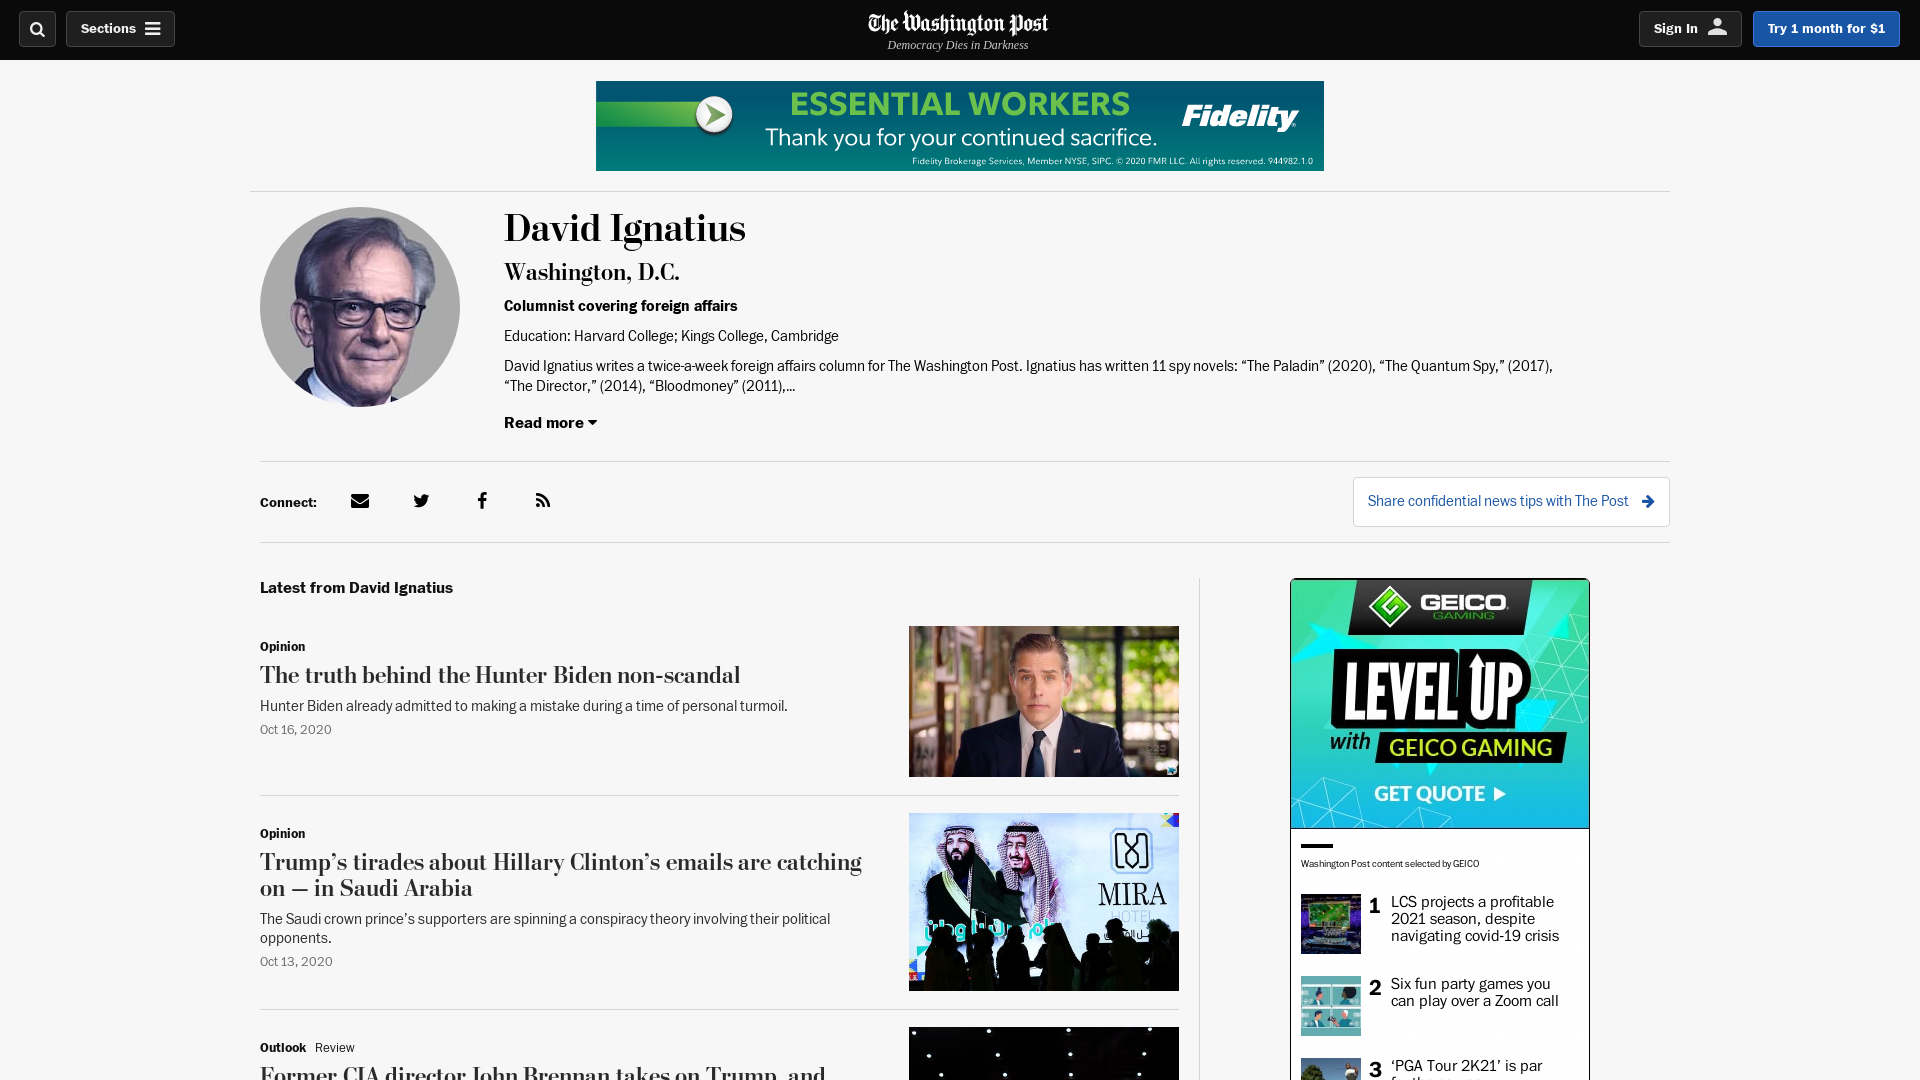 Sections
The Washington Post
Democracy Dies in Darkness
Sign In
Try 1 month for $1
ESSENTIAL WORKERS
Thank you for your continued sacrifice.
Fidelity
Fidelity Brokerage Services, Member NYSE, SIPC. © 2020 FMR LLC. All rights reserved. 944982.1.0
David Ignatius
Washington, D.C.
Columnist covering foreign affairs
Education: Harvard College; Kings College, Cambridge
David Ignatius writes a twice-a-week foreign affairs column for The Washington Post. Ignatius has written 11 spy novels: “The Paladin” (2020), “The Quantum Spy,” (2017),
“The Director,” (2014), “Bloodmoney” (2011),...
Read more
Connect:
Share confidential news tips with The Post
Latest from David Ignatius
Opinion
The truth behind the Hunter Biden non-scandal
Hunter Biden already admitted to making a mistake during a time of personal turmoil.
Oct 16, 2020
Opinion
Trump’s tirades about Hillary Clinton’s emails are catching
on — in Saudi Arabia
The Saudi crown prince’s supporters are spinning a conspiracy theory involving their political
opponents.
Oct 13, 2020
MIRA
HOTEL
Outlook Review
Former CIA director John Brennan takes on Trump, and
GEICO
GAMING
LEVEL UP
with GEICO GAMING
GET QUOTE
Washington Post content selected by GEICO
1 LCS projects a profitable
2021 season, despite
navigating covid-19 crisis
2 Six fun party games you
can play over a Zoom call
3 ‘PGA Tour 2K21’ is par